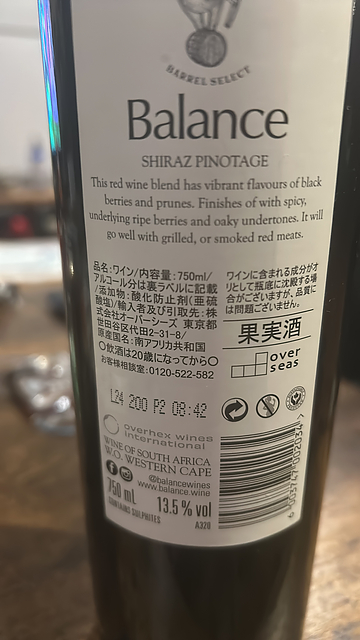 BARREL SELECT
Balance
SHIRAZ PINOTAGE
This red wine blend has vibrant flavours of black
berries and prunes. Finishes of with spicy,
underlying ripe berries and oaky undertones. It will
go well with grilled, or smoked red meats.
品名:ワイン/内容量:750ml/
アルコール分は裏ラベルに記載
/添加物:酸化防止剤(亜硫
酸塩)/輸入者及び引取先:株
式会社オーバーシーズ 東京都
世田谷区代田2-31-8/
原産国名:南アフリカ共和国
〇飲酒は20歳になってから〇
お客様相談室:0120-522-582
ワインに含まれる成分がオ
リとして瓶底に沈殿する場
合がございますが、品質に
は問題ございません。
果実酒
over
seas
L24 200 P2 08:42
overhex wines
international
WINE OF SOUTH AFRICA
W.O. WESTERN CAPE
@balancewines
www.balance.wine
750 mL
13.5 % vol
CONTAINS SULPHITES
A320